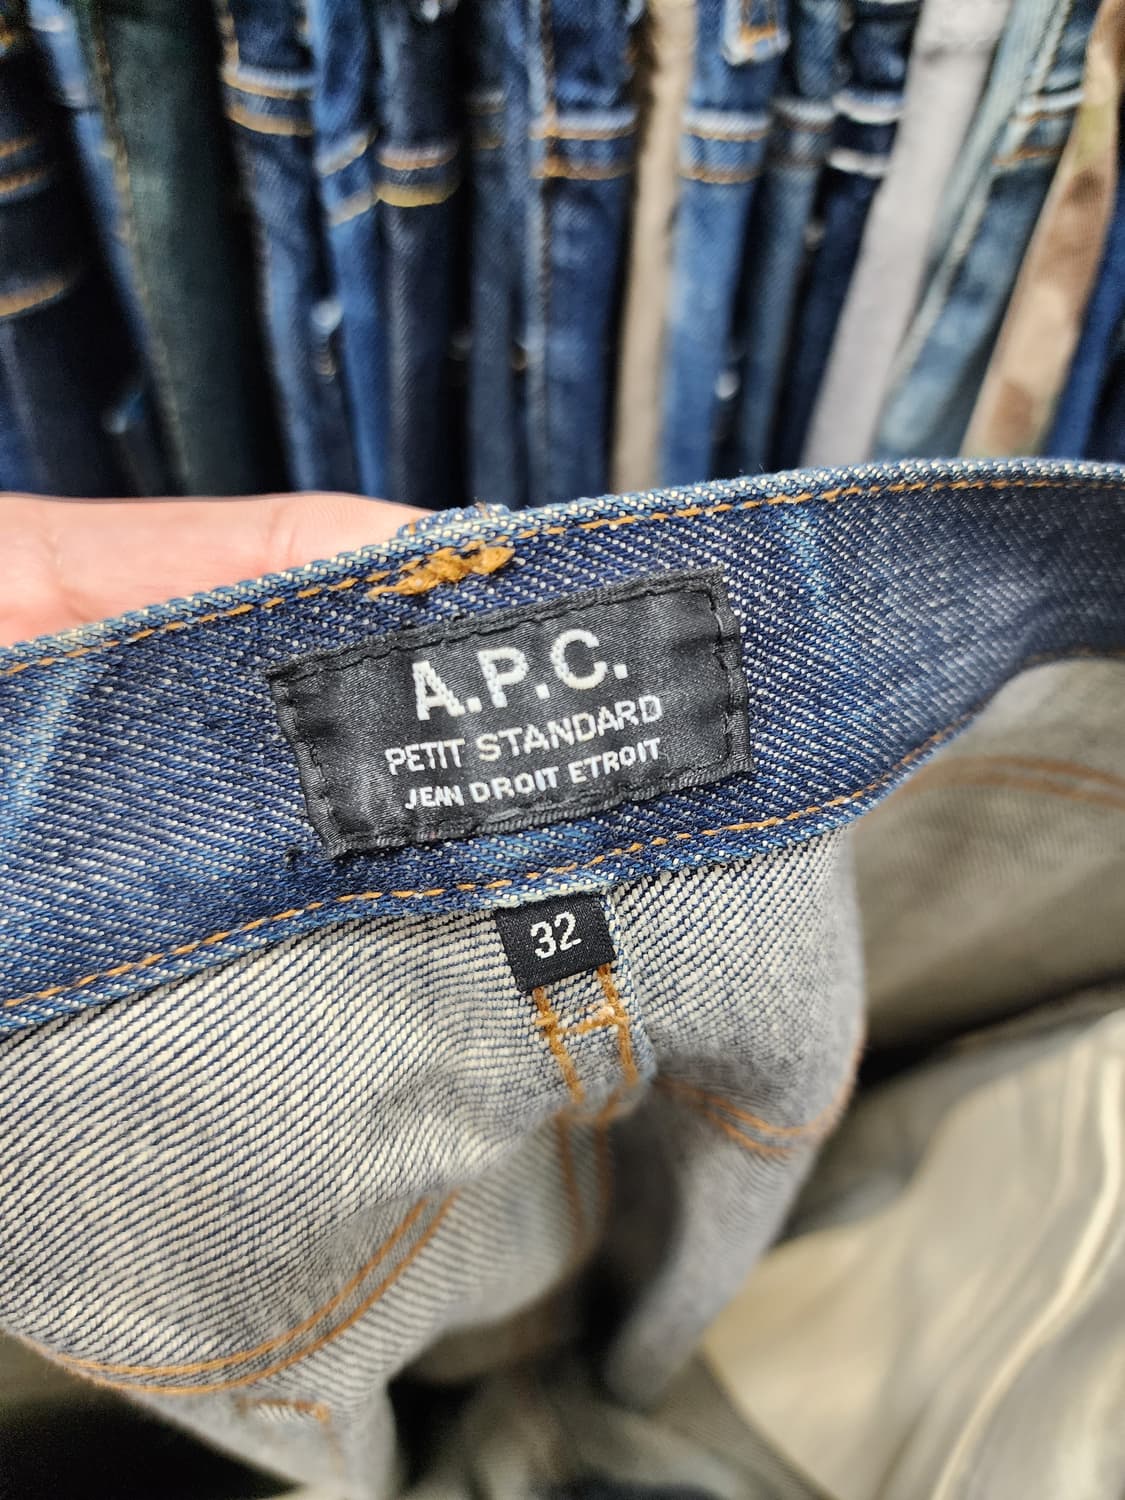 A.P.C.
PETIT STANDARD
JEAN DROIT ETROIT
32